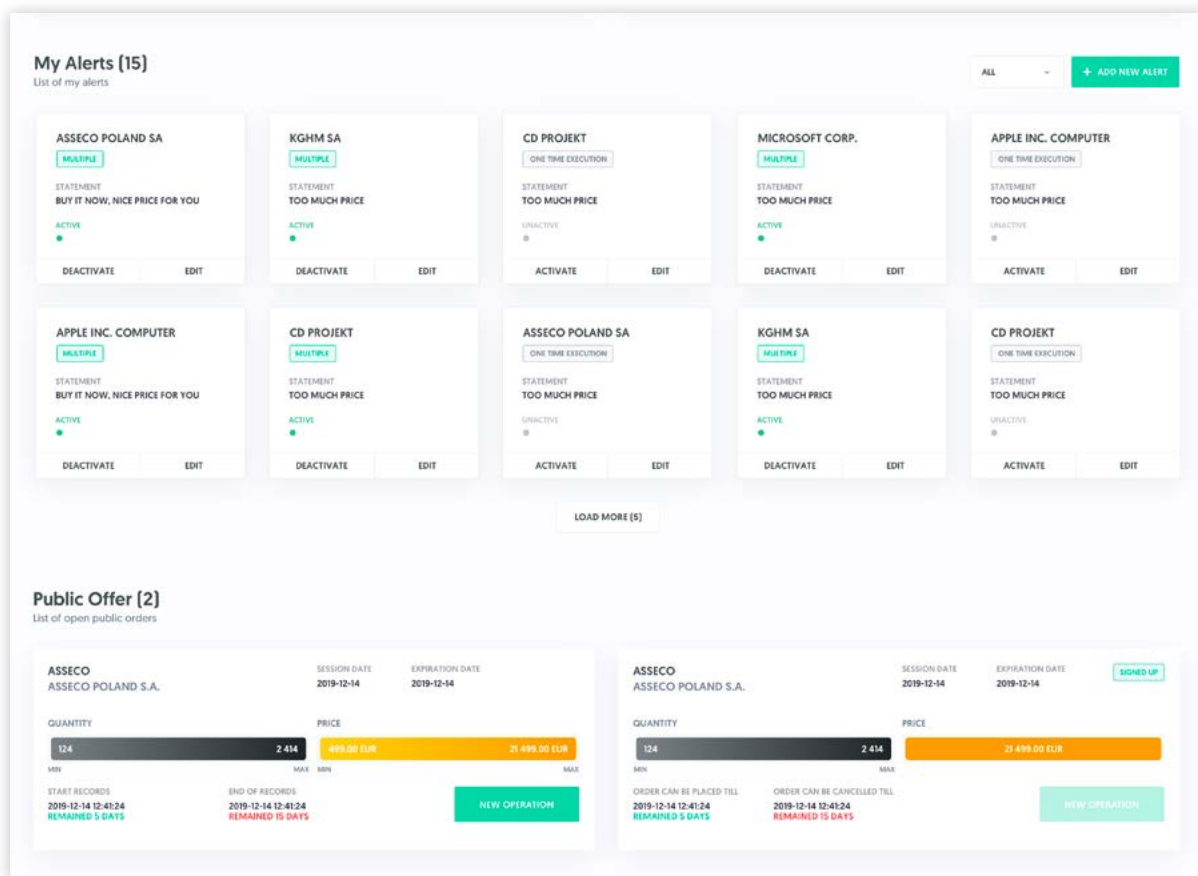 My Alerts (15)
List of my alerts
ALL
+ ADD NEW ALERT
ASSECO POLAND SA
MULTIPLE
STATEMENT
BUY IT NOW, NICE PRICE FOR YOU
ACTIVE
DEACTIVATE EDIT
KGHM SA
MULTIPLE
STATEMENT
TOO MUCH PRICE
ACTIVE
DEACTIVATE EDIT
CD PROJEKT
ONE TIME EXECUTION
STATEMENT
TOO MUCH PRICE
UNACTIVE
ACTIVATE EDIT
MICROSOFT CORP.
MULTIPLE
STATEMENT
TOO MUCH PRICE
ACTIVE
DEACTIVATE EDIT
APPLE INC. COMPUTER
ONE TIME EXECUTION
STATEMENT
TOO MUCH PRICE
UNACTIVE
ACTIVATE EDIT
APPLE INC. COMPUTER
MULTIPLE
STATEMENT
BUY IT NOW, NICE PRICE FOR YOU
ACTIVE
DEACTIVATE EDIT
CD PROJEKT
MULTIPLE
STATEMENT
TOO MUCH PRICE
ACTIVE
DEACTIVATE EDIT
ASSECO POLAND SA
ONE TIME EXECUTION
STATEMENT
TOO MUCH PRICE
UNACTIVE
ACTIVATE EDIT
KGHM SA
MULTIPLE
STATEMENT
TOO MUCH PRICE
ACTIVE
DEACTIVATE EDIT
CD PROJEKT
ONE TIME EXECUTION
STATEMENT
TOO MUCH PRICE
UNACTIVE
ACTIVATE EDIT
LOAD MORE (5)
Public Offer (2)
List of open public orders
ASSECO
ASSECO POLAND S.A.
SESSION DATE
2019-12-14
EXPIRATION DATE
2019-12-14
QUANTITY
124 2 414
MIN MAX
PRICE
499.00 EUR 21 499.00 EUR
MIN MAX
START RECORDS
2019-12-14 12:41:24
REMAINED 5 DAYS
END OF RECORDS
2019-12-14 12:41:24
REMAINED 15 DAYS
NEW OPERATION
ASSECO
ASSECO POLAND S.A.
SESSION DATE
2019-12-14
EXPIRATION DATE
2019-12-14
SIGNED UP
QUANTITY
124 2 414
MIN MAX
PRICE
21 499.00 EUR
ORDER CAN BE PLACED TILL
2019-12-14 12:41:24
REMAINED 5 DAYS
ORDER CAN BE CANCELLED TILL
2019-12-14 12:41:24
REMAINED 15 DAYS
NEW OPERATION